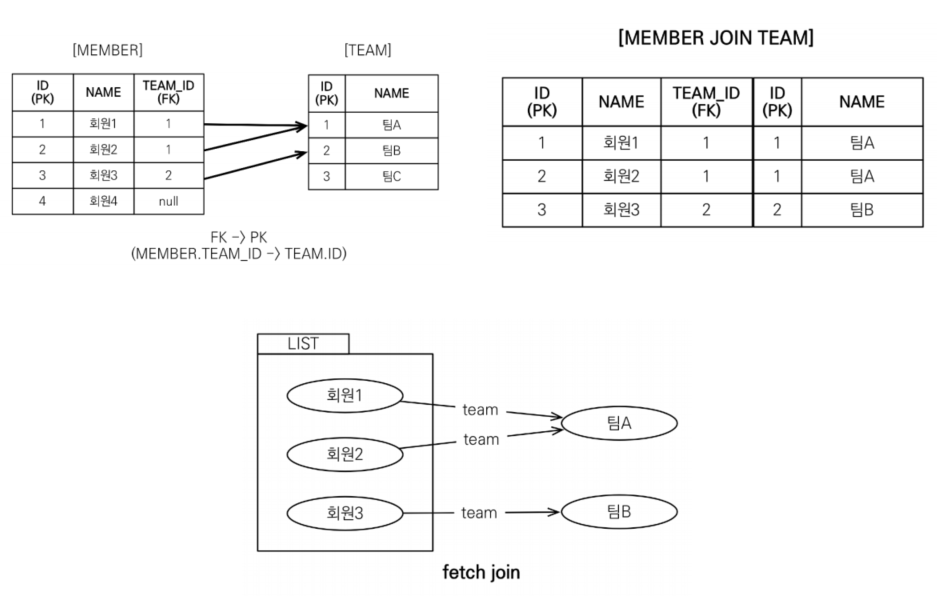 [MEMBER]
ID (PK) NAME TEAM_ID (FK)
1 회원1 1
2 회원2 1
3 회원3 2
4 회원4 null
[TEAM]
ID (PK) NAME
1 팀A
2 팀B
3 팀C
FK -> PK
(MEMBER.TEAM_ID -> TEAM.ID)
[MEMBER JOIN TEAM]
ID (PK) NAME TEAM_ID (FK) ID (PK) NAME
1 회원1 1 1 팀A
2 회원2 1 1 팀A
3 회원3 2 2 팀B
LIST
회원1
team
팀A
회원2
team
회원3
team
팀B
fetch join